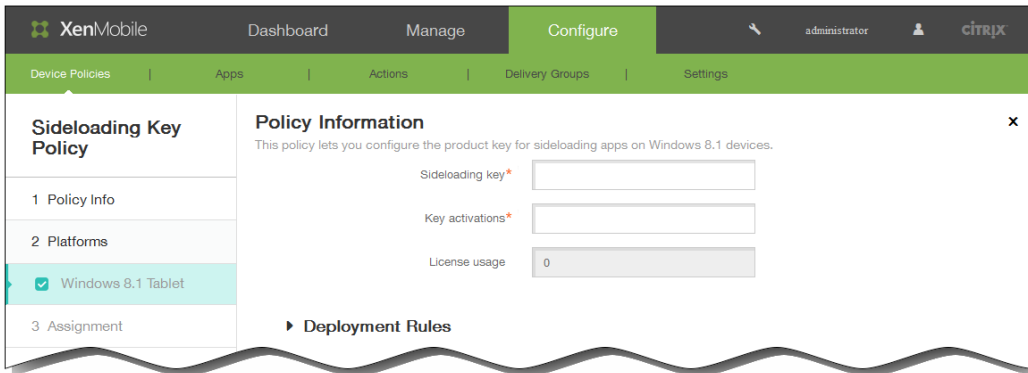 XenMobile Dashboard Manage Configure administrator CITRIX
Device Policies | Apps | Actions | Delivery Groups | Settings
Sideloading Key Policy
1 Policy Info
2 Platforms
Windows 8.1 Tablet
3 Assignment
Policy Information
This policy lets you configure the product key for sideloading apps on Windows 8.1 devices.
Sideloading key*
Key activations*
License usage 0
Deployment Rules